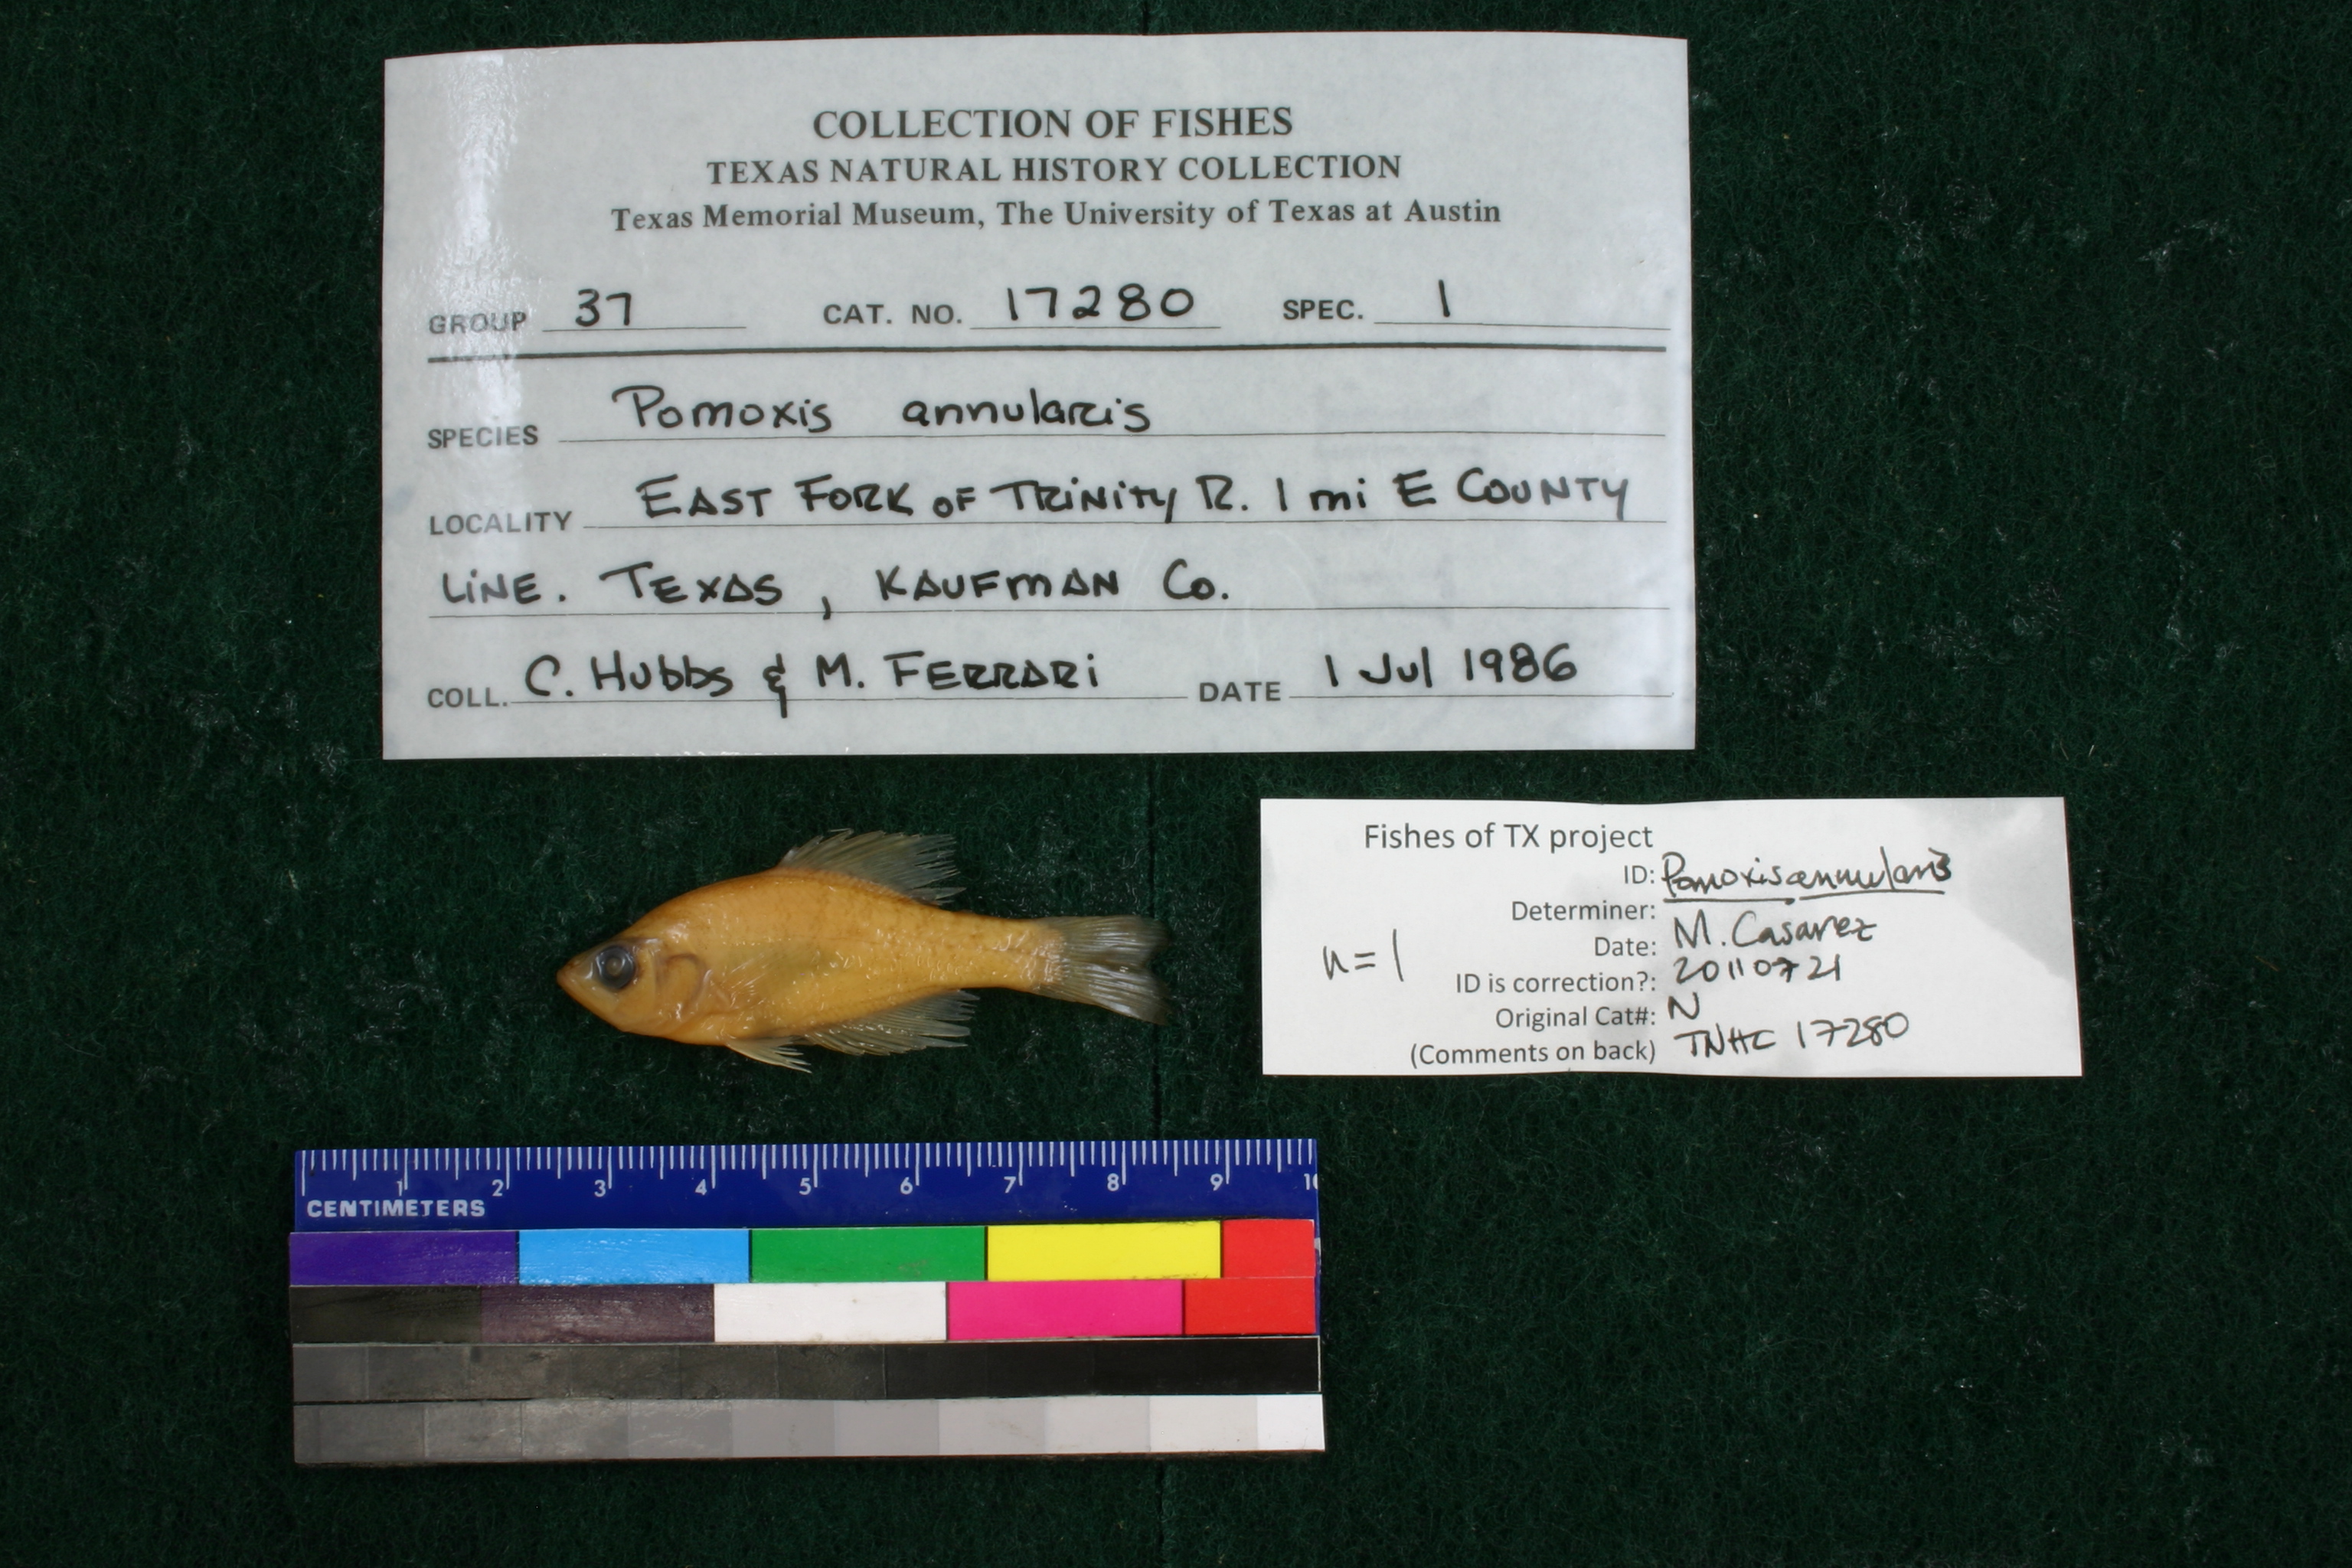 COLLECTION OF FISHES
TEXAS NATURAL HISTORY COLLECTION
Texas Memorial Museum, The University of Texas at Austin
GROUP 37 CAT. NO. 17280 SPEC. 1
SPECIES Pomoxis annularis
LOCALITY EAST FORK OF TRINITY R. 1 mi E COUNTY
LINE. TEXAS, KAUFMAN CO.
COLL. C. Hubbs & M. FERRARI DATE 1 Jul 1986
Fishes of TX project
ID: Pomoxis annularis
Determiner: M. Casarez
Date: 20110721
n=1
ID is correction?: N
Original Cat#: TNHC 17280
(Comments on back)
1 2 3 4 5 6 7 8 9 10
CENTIMETERS